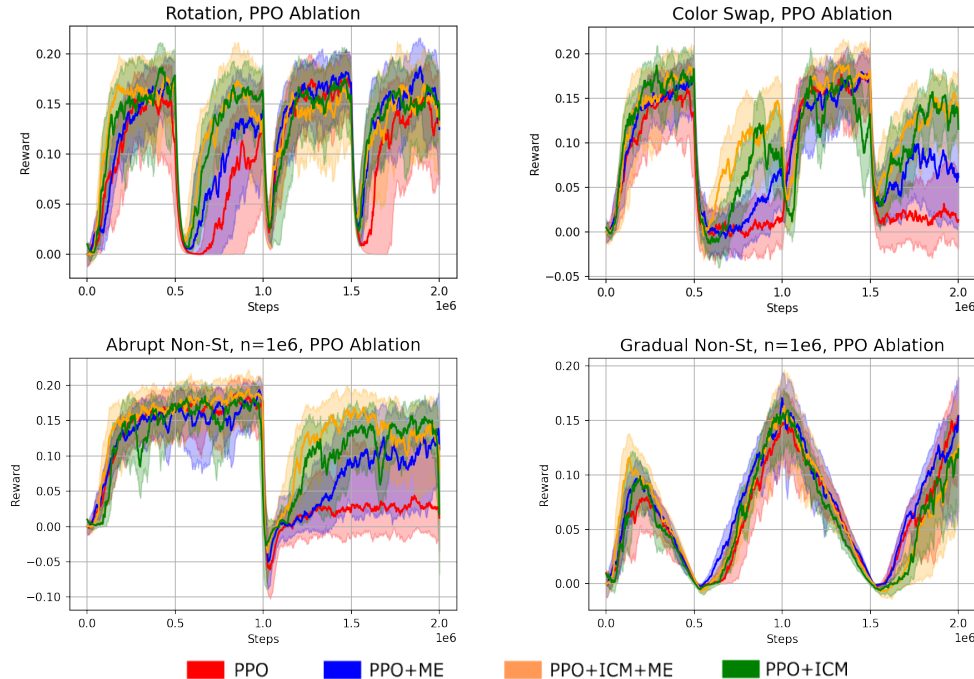 Rotation, PPO Ablation
Reward
0.20
0.15
0.10
0.05
0.00
0.0 0.5 1.0 1.5 2.0
Steps
1e6
Color Swap, PPO Ablation
Reward
0.20
0.15
0.10
0.05
0.00
−0.05
0.0 0.5 1.0 1.5 2.0
Steps
1e6
Abrupt Non-St, n=1e6, PPO Ablation
Reward
0.20
0.15
0.10
0.05
0.00
−0.05
−0.10
0.0 0.5 1.0 1.5 2.0
Steps
1e6
Gradual Non-St, n=1e6, PPO Ablation
Reward
0.20
0.15
0.10
0.05
0.00
0.0 0.5 1.0 1.5 2.0
Steps
1e6
PPO PPO+ME PPO+ICM+ME PPO+ICM